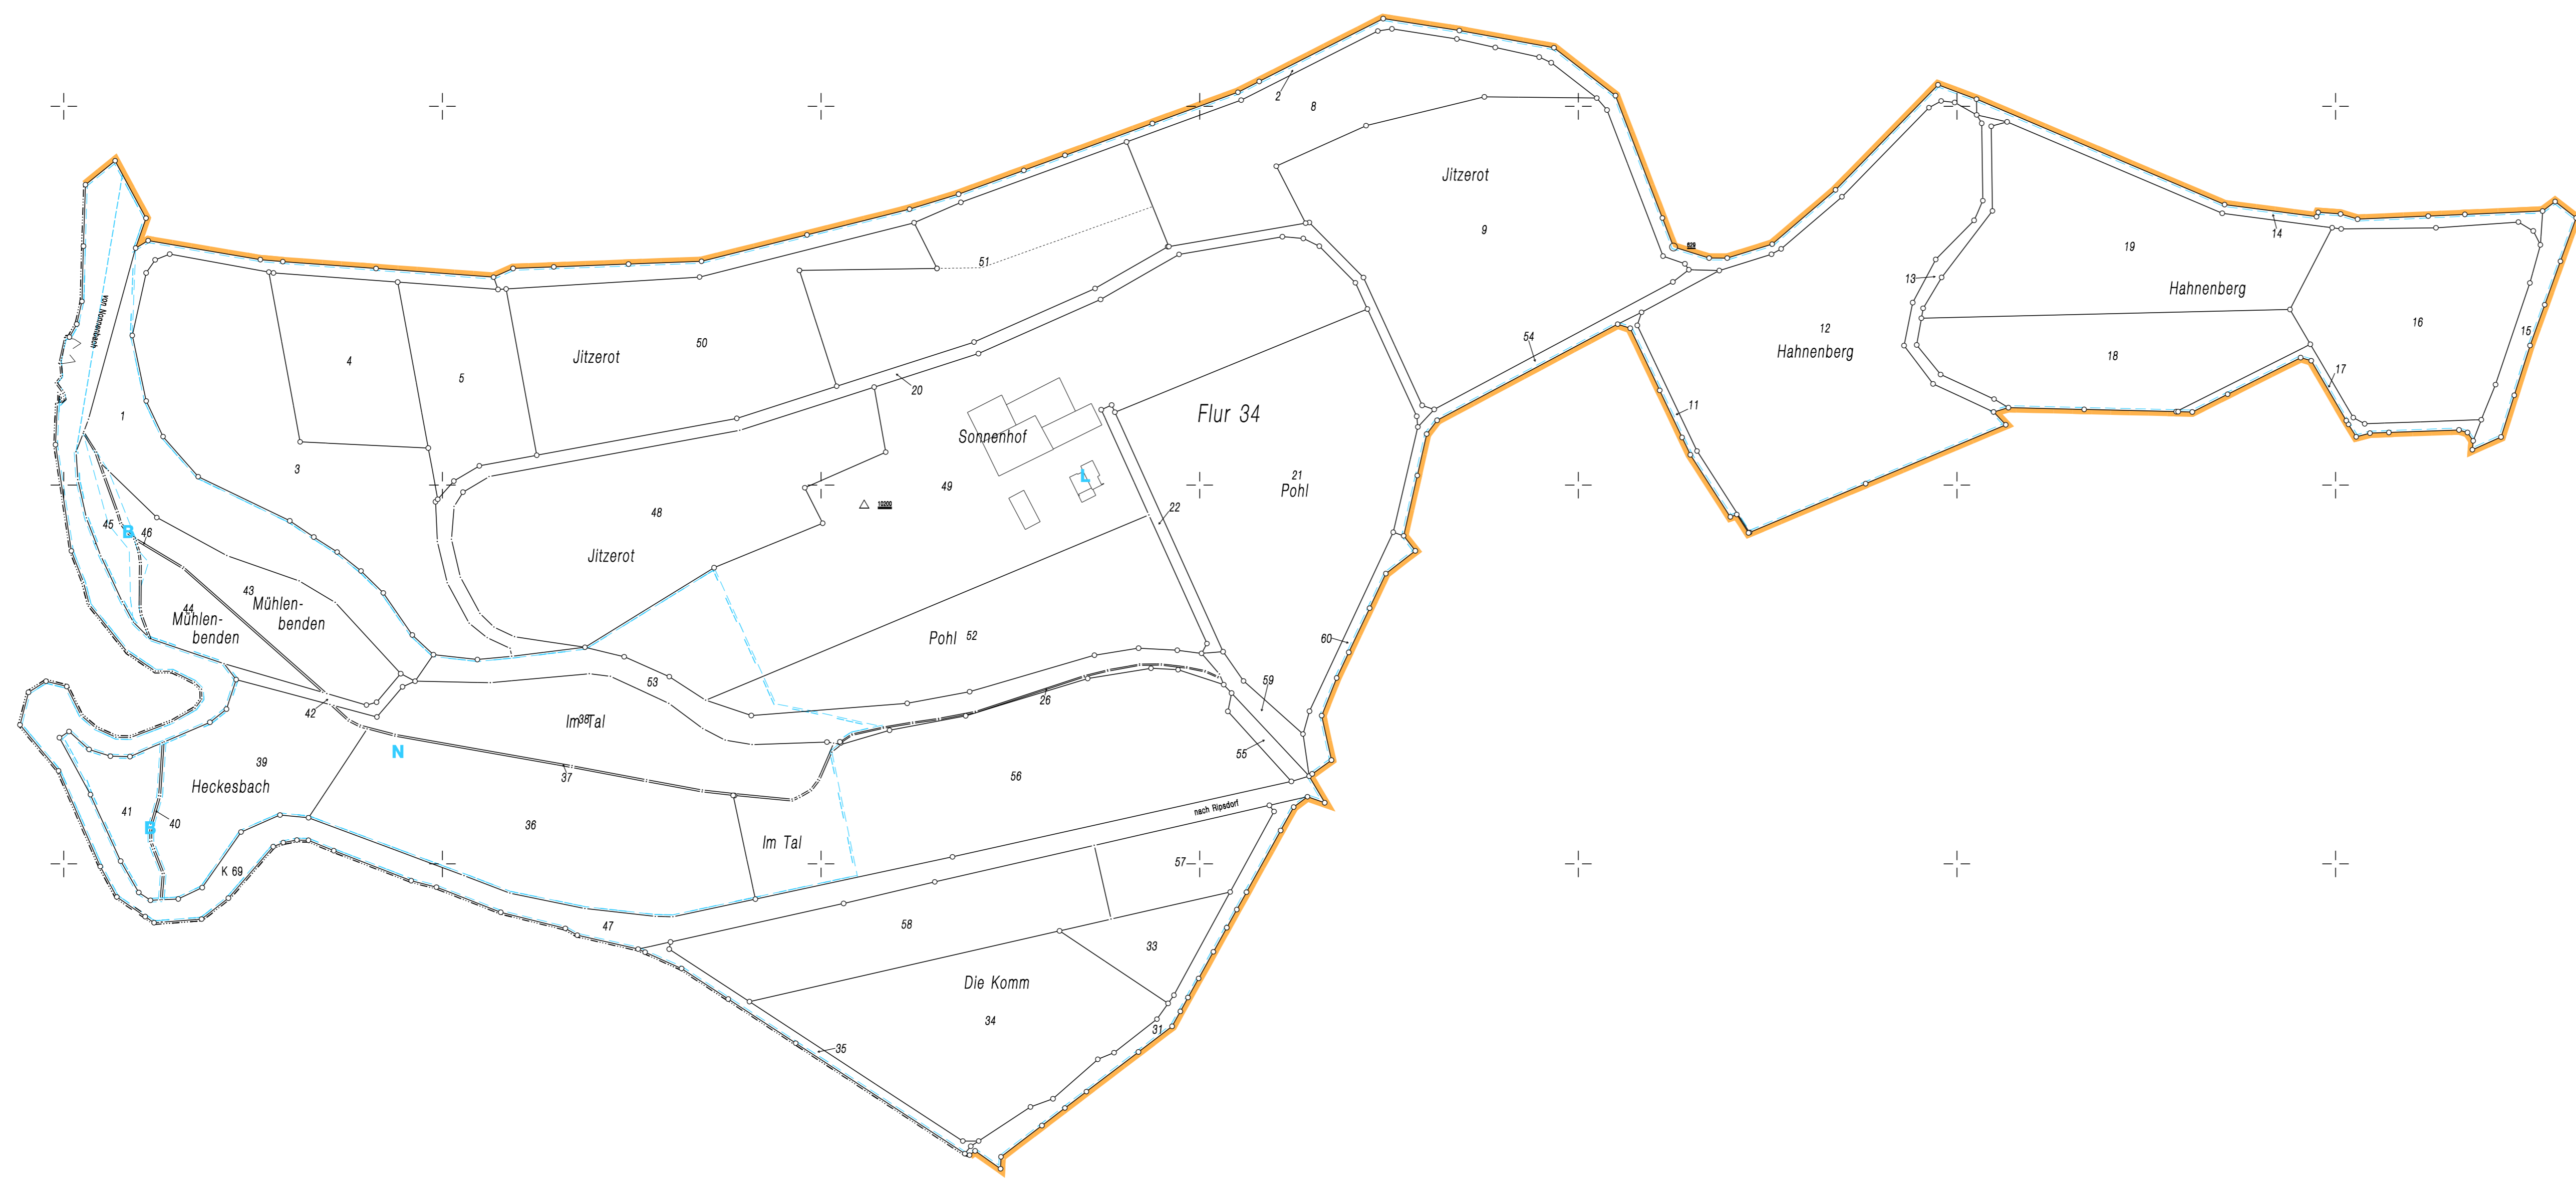 2
8
Jitzerot
9
629
14
19
13
Hahnenberg
51
von Nonnenbach
12
Hahnenberg
16
15
54
18
17
4
5
Jitzerot
50
20
11
1
Flur 34
Sonnenhof
3
21
Pohl
L
49
10200
22
48
45
B
46
Jitzerot
43
Mühlen-
benden
44
Mühlen-
benden
Pohl
52
60
53
59
26
42
Im Tal
38
N
55
39
37
56
Heckesbach
nach Ripsdorf
41
B
40
36
Im Tal
57
K 69
47
58
33
Die Komm
34
31
35